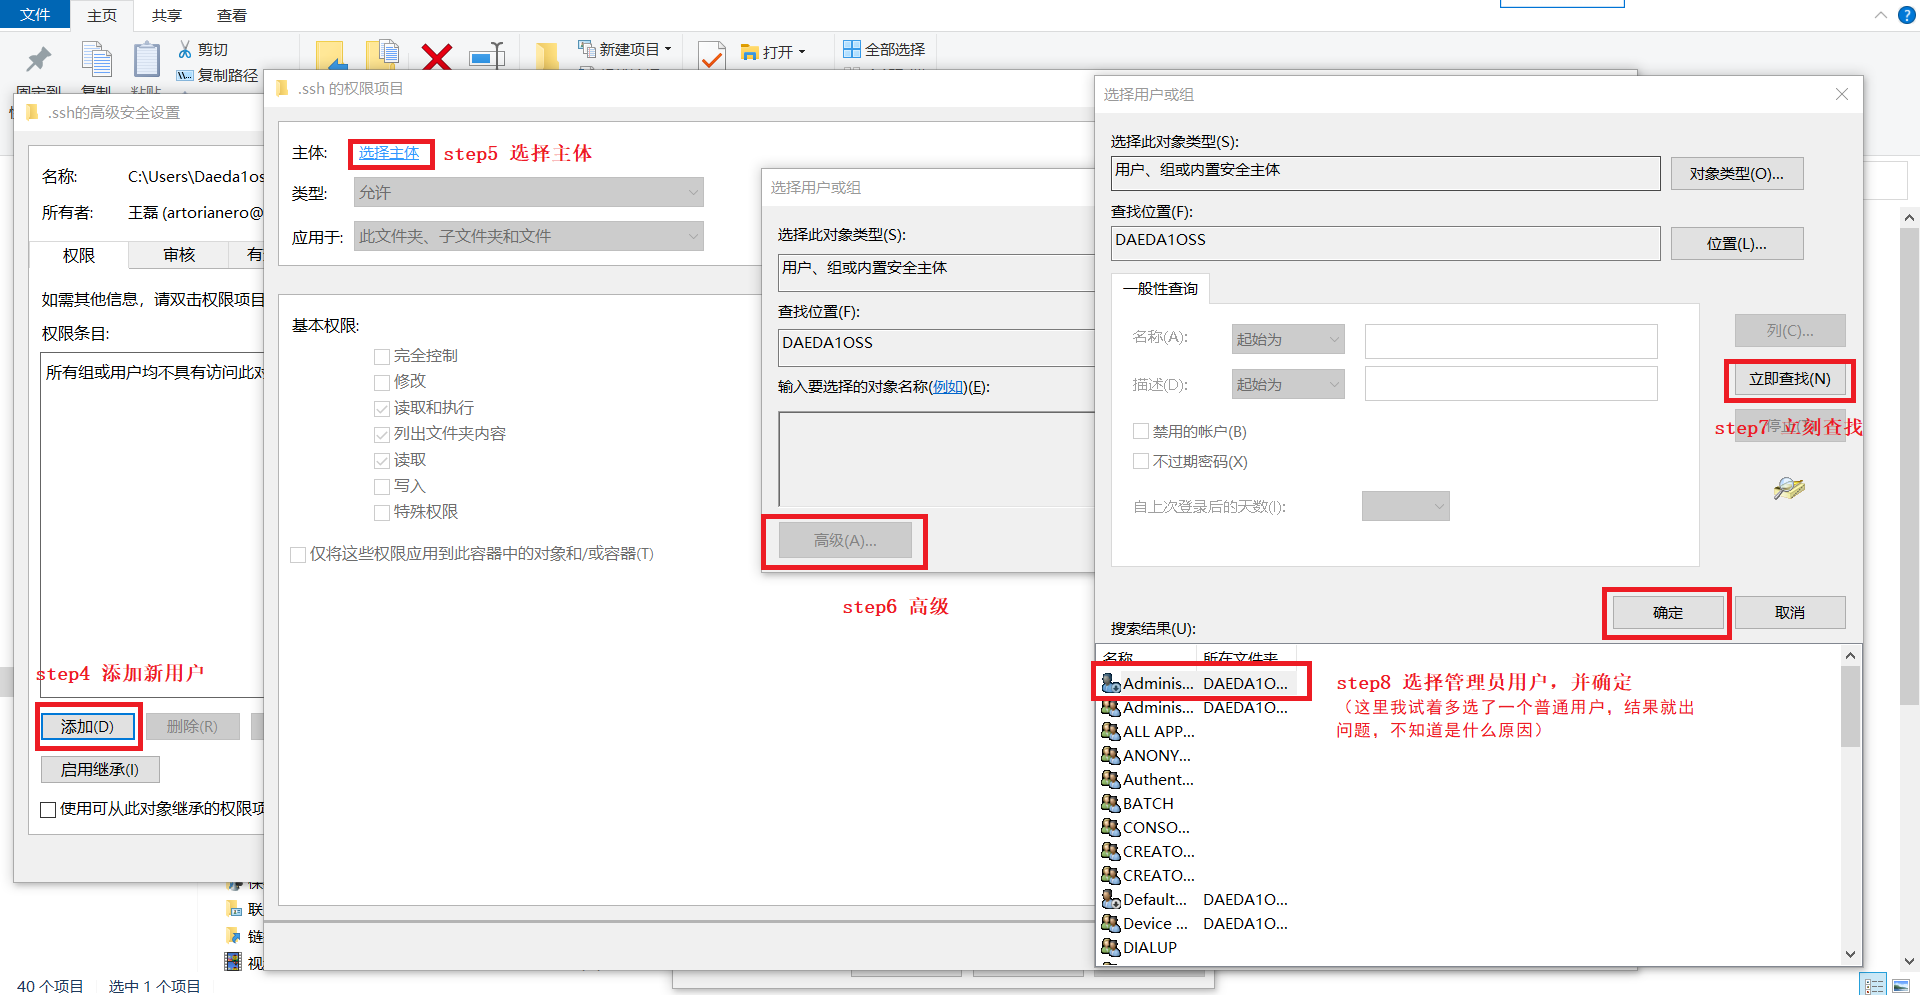 文件
主页
共享
查看
剪切
复制路径
新建项目
打开
全部选择
固定到
复制
粘贴
.ssh的高级安全设置
名称:
C:\Users\Daeda1os
所有者:
王磊 (artorianero@
权限
审核
有
如需其他信息，请双击权限项目
权限条目:
所有组或用户均不具有访问此对
step4 添加新用户
添加(D)
删除(R)
启用继承(I)
使用可从此对象继承的权限项
联
链
视
40 个项目
选中 1 个项目
.ssh 的权限项目
主体:
选择主体
step5 选择主体
类型:
允许
应用于:
此文件夹、子文件夹和文件
基本权限:
完全控制
修改
读取和执行
列出文件夹内容
读取
写入
特殊权限
仅将这些权限应用到此容器中的对象和/或容器(T)
选择用户或组
选择此对象类型(S):
用户、组或内置安全主体
查找位置(F):
DAEDA1OSS
输入要选择的对象名称(例如)(E):
高级(A)...
step6 高级
选择用户或组
选择此对象类型(S):
用户、组或内置安全主体
对象类型(O)...
查找位置(F):
DAEDA1OSS
位置(L)...
一般性查询
名称(A):
起始为
描述(D):
起始为
禁用的帐户(B)
不过期密码(X)
自上次登录后的天数(I):
列(C)...
立即查找(N)
step7 立刻查找
确定
取消
搜索结果(U):
名称
所在文件夹
Adminis... DAEDA1O...
Adminis... DAEDA1O...
ALL APP...
ANONY...
Authent...
BATCH
CONSO...
CREATO...
CREATO...
Default... DAEDA1O...
Device ... DAEDA1O...
DIALUP
step8 选择管理员用户，并确定
（这里我试着多选了一个普通用户，结果就出
问题，不知道是什么原因）